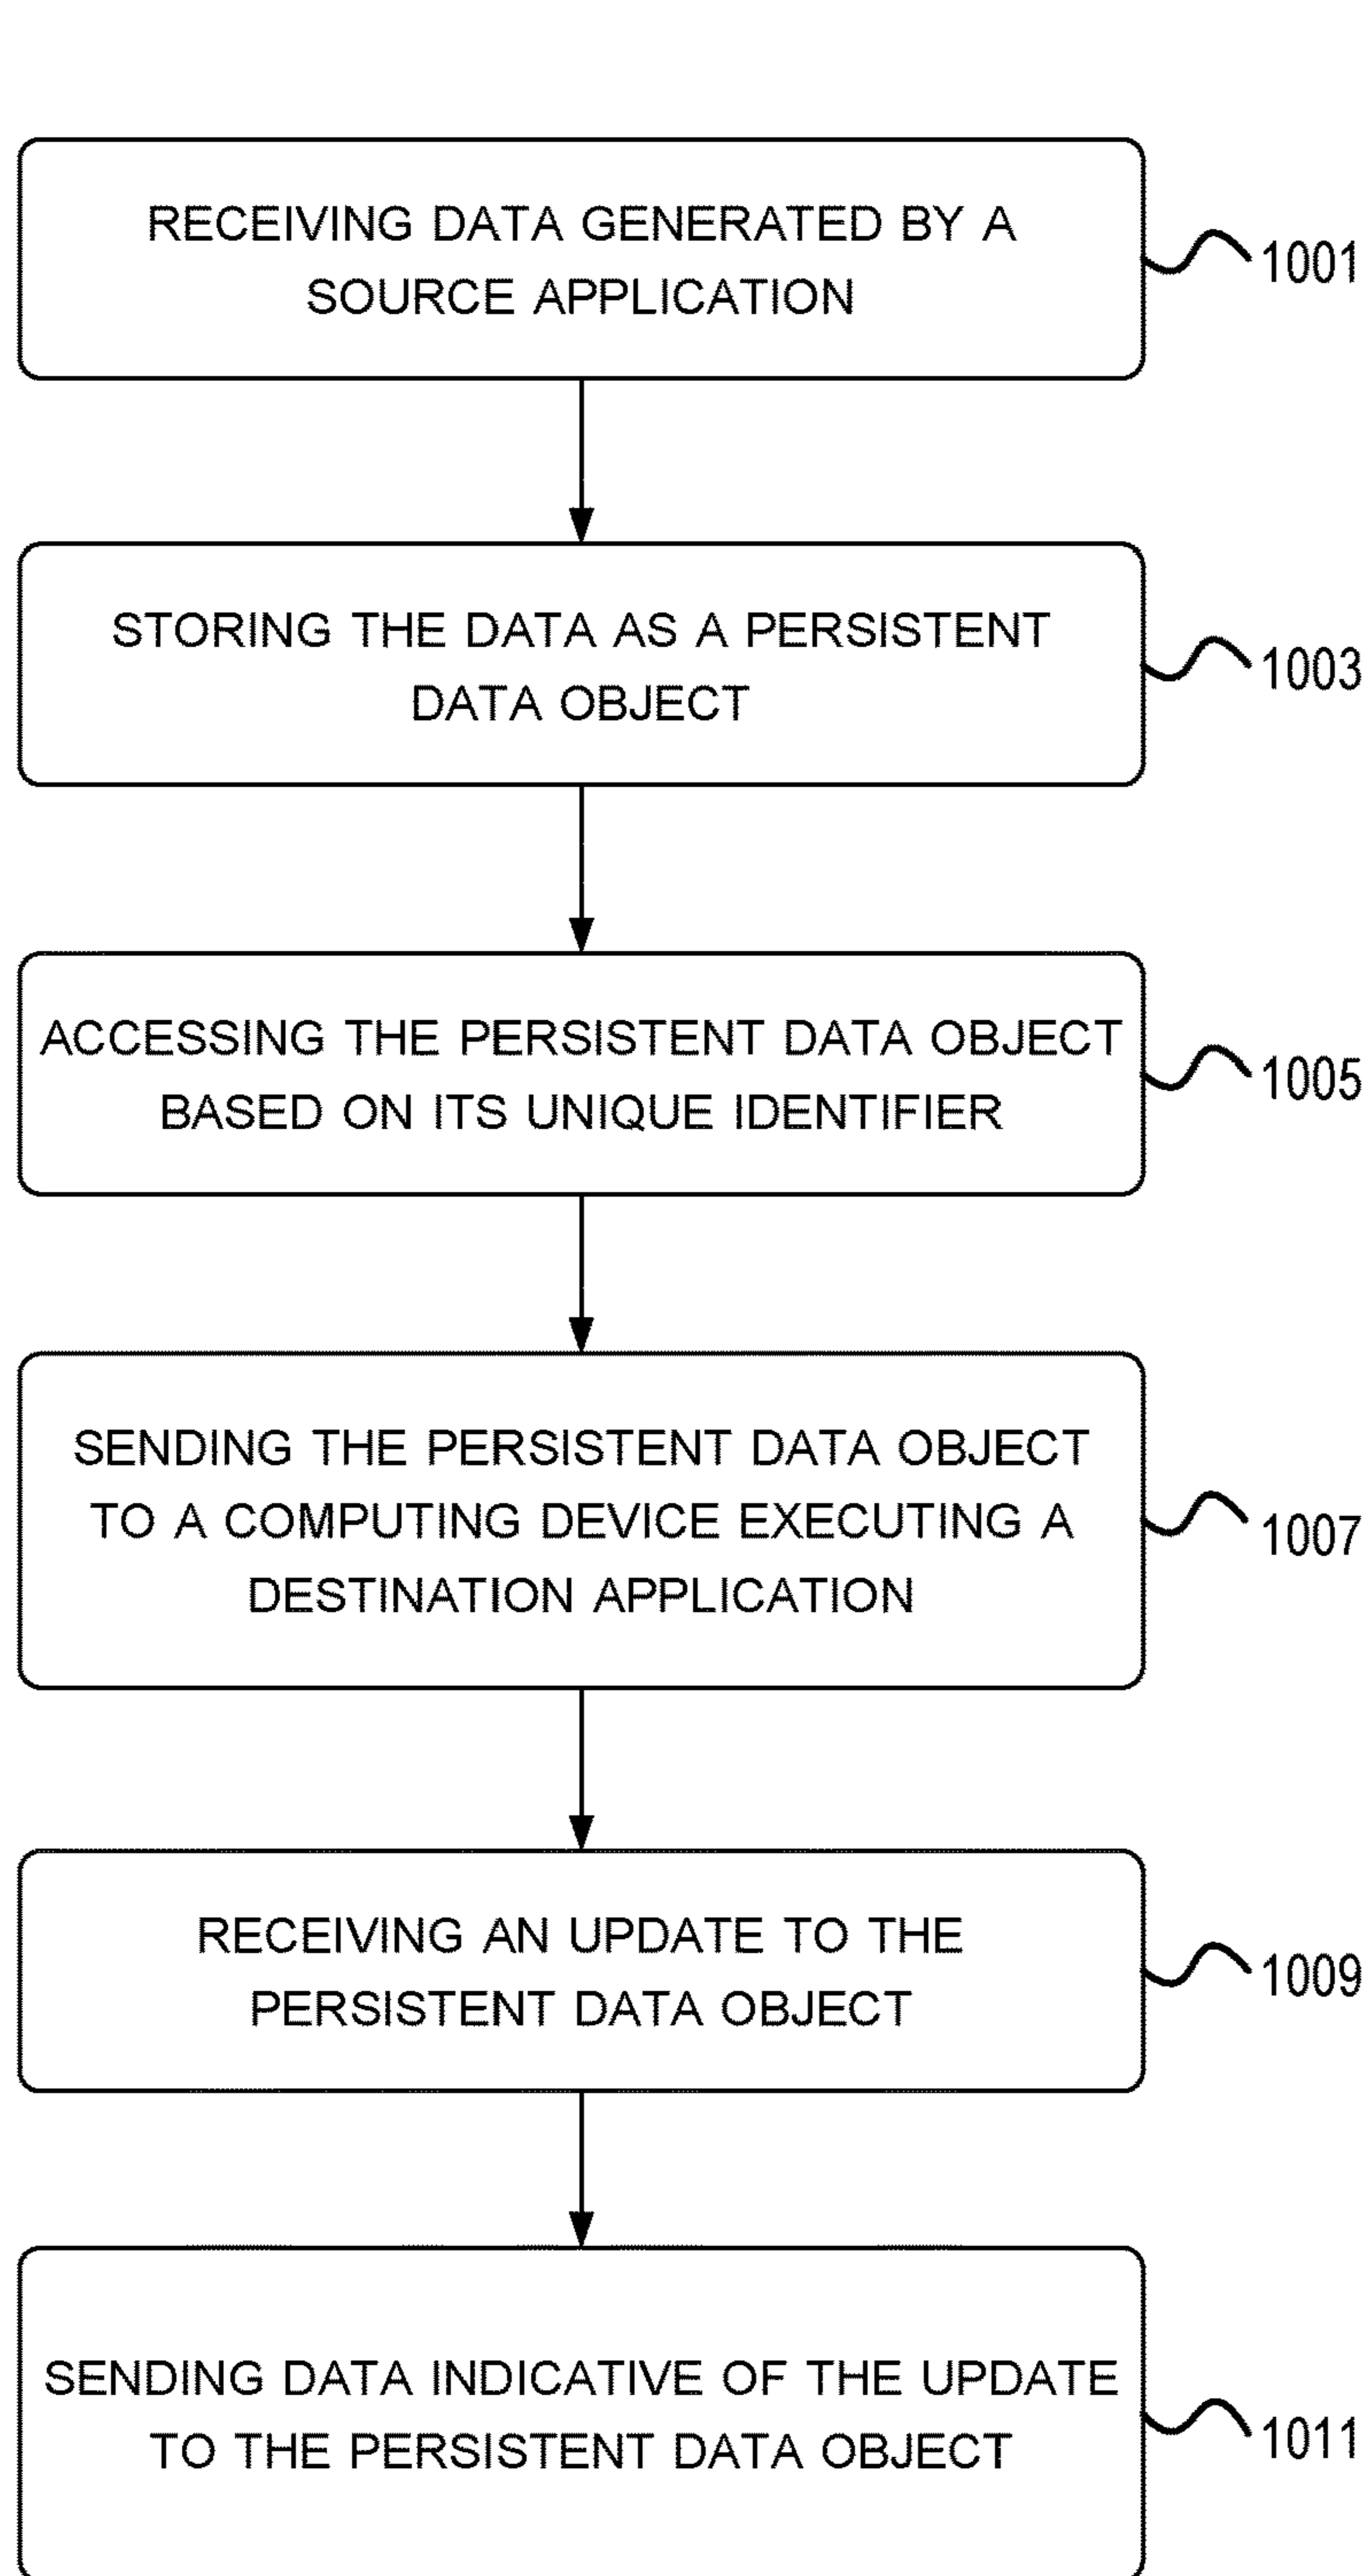 RECEIVING DATA GENERATED BY A
SOURCE APPLICATION
1001
STORING THE DATA AS A PERSISTENT
DATA OBJECT
1003
ACCESSING THE PERSISTENT DATA OBJECT
BASED ON ITS UNIQUE IDENTIFIER
1005
SENDING THE PERSISTENT DATA OBJECT
TO A COMPUTING DEVICE EXECUTING A
DESTINATION APPLICATION
1007
RECEIVING AN UPDATE TO THE
PERSISTENT DATA OBJECT
1009
SENDING DATA INDICATIVE OF THE UPDATE
TO THE PERSISTENT DATA OBJECT
1011